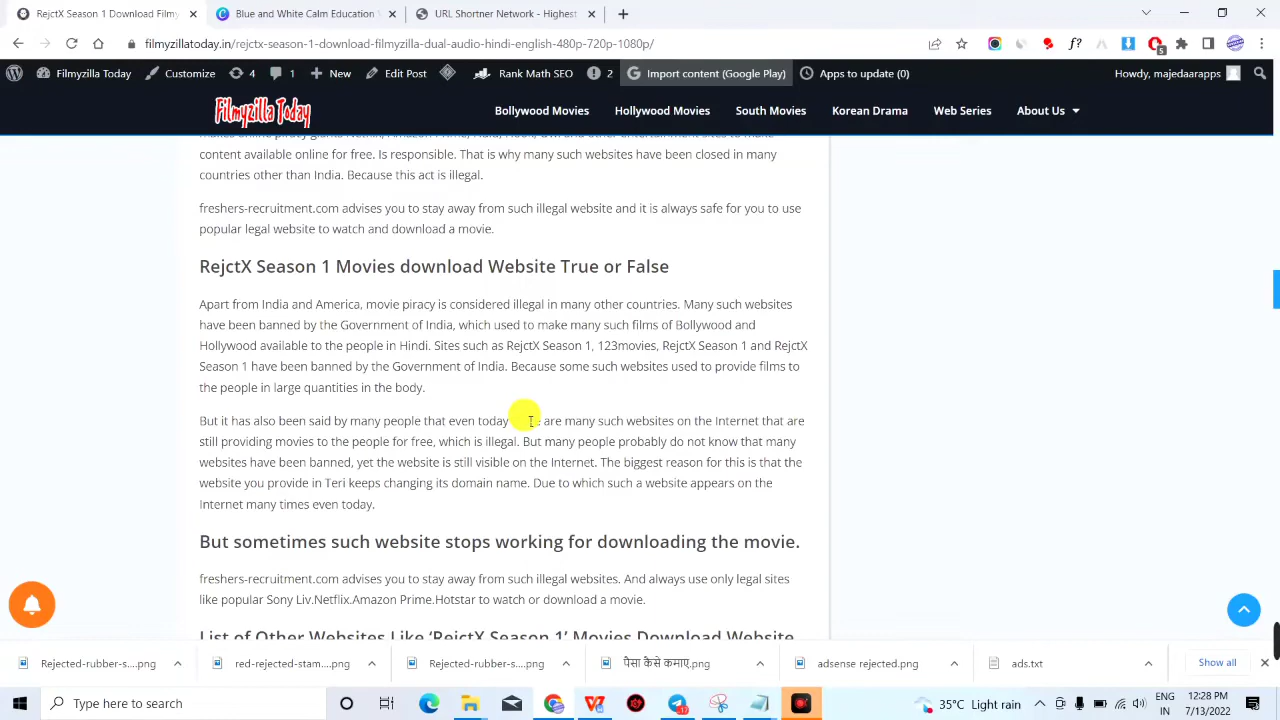 RejctX Season 1 Download Filmy
Blue and White Calm Education V
URL Shortner Network - Highest
filmyzillatoday.in/rejctx-season-1-download-filmyzilla-dual-audio-hindi-english-480p-720p-1080p/
f?
5
Filmyzilla Today
Customize
4
1
New
Edit Post
Rank Math SEO
2
Import content (Google Play)
Apps to update (0)
Howdy, majedaarapps
Filmyzilla Today
Bollywood Movies
Hollywood Movies
South Movies
Korean Drama
Web Series
About Us
content available online for free. Is responsible. That is why many such websites have been closed in many
countries other than India. Because this act is illegal.
freshers-recruitment.com advises you to stay away from such illegal website and it is always safe for you to use
popular legal website to watch and download a movie.
RejctX Season 1 Movies download Website True or False
Apart from India and America, movie piracy is considered illegal in many other countries. Many such websites
have been banned by the Government of India, which used to make many such films of Bollywood and
Hollywood available to the people in Hindi. Sites such as RejctX Season 1, 123movies, RejctX Season 1 and RejctX
Season 1 have been banned by the Government of India. Because some such websites used to provide films to
the people in large quantities in the body.
But it has also been said by many people that even today are many such websites on the Internet that are
still providing movies to the people for free, which is illegal. But many people probably do not know that many
websites have been banned, yet the website is still visible on the Internet. The biggest reason for this is that the
website you provide in Teri keeps changing its domain name. Due to which such a website appears on the
Internet many times even today.
But sometimes such website stops working for downloading the movie.
freshers-recruitment.com advises you to stay away from such illegal websites. And always use only legal sites
like popular Sony Liv.Netflix.Amazon Prime.Hotstar to watch or download a movie.
List of Other Websites Like ‘RejctX Season 1’ Movies Download Website
Rejected-rubber-s....png
red-rejected-stam....png
Rejected-rubber-s....png
पैसा कैसे कमाए.png
adsense rejected.png
ads.txt
Show all
Type here to search
35°C Light rain
ENG
IN
12:28 PM
7/13/2022